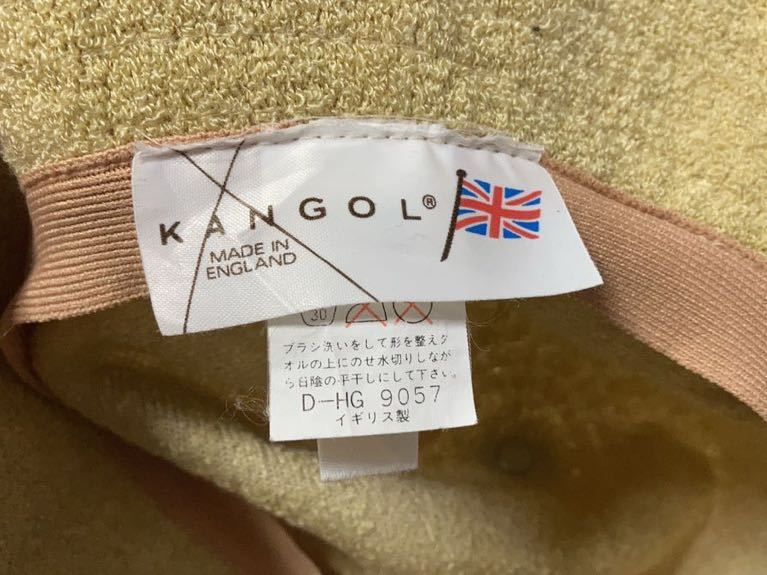 KANGOL®
MADE IN
ENGLAND
30
ブラシ洗いをして形を整えタ
オルの上にのせ水切りしなが
ら日陰の平干しにして下さい。
D-HG 9057
イギリス製